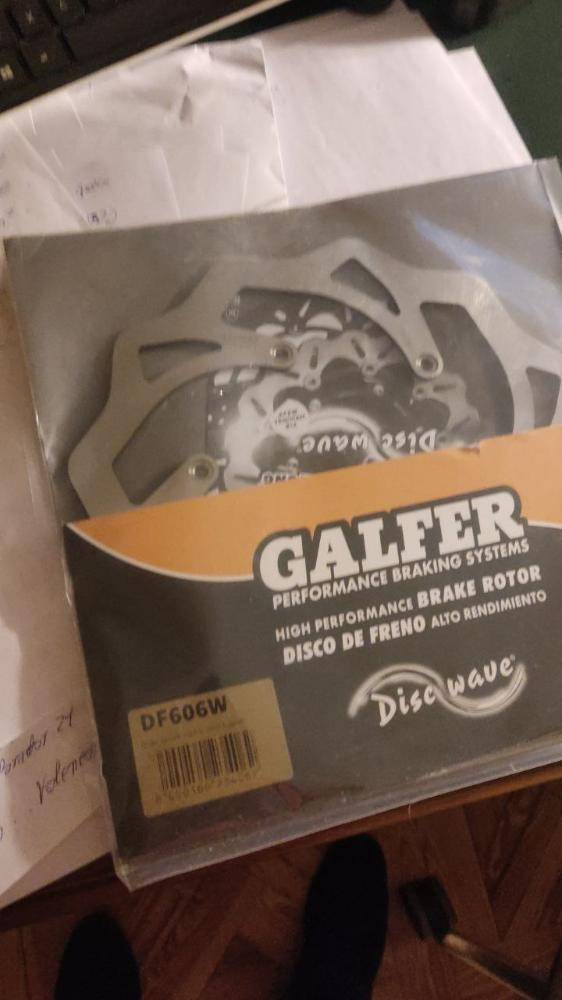 Disc wave
GALFER
PERFORMANCE BRAKING SYSTEMS
HIGH PERFORMANCE BRAKE ROTOR
DISCO DE FRENO ALTO RENDIMIENTO
Disc wave
DF606W